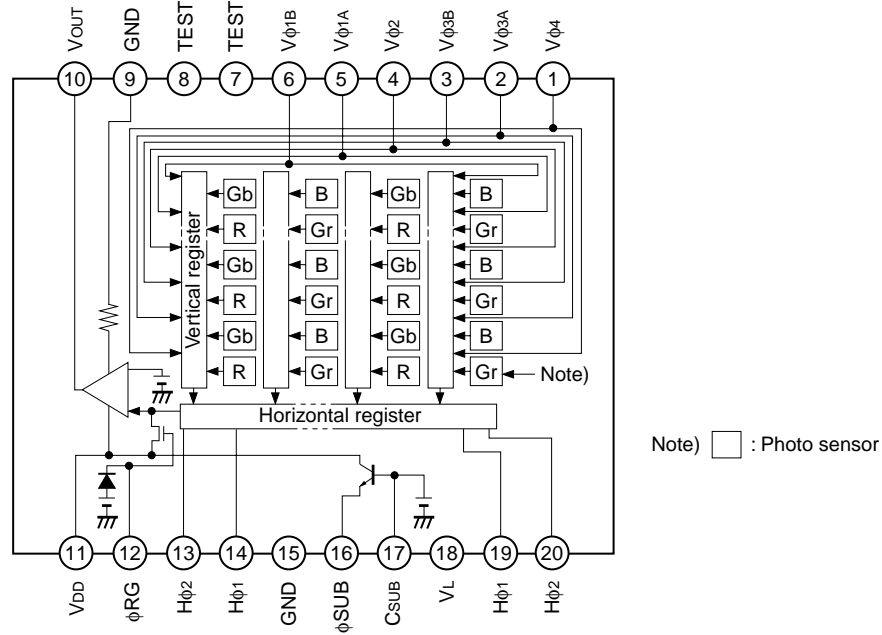 VOUT GND TEST TEST Vφ1B Vφ1A Vφ2 Vφ3B Vφ3A Vφ4
10 9 8 7 6 5 4 3 2 1
Vertical register
Gb B Gb B
R Gr R Gr
Gb B Gb B
R Gr R Gr
Gb B Gb B
R Gr R Gr
Note)
Horizontal register
Note) : Photo sensor
11 12 13 14 15 16 17 18 19 20
VDD φRG Hφ2 Hφ1 GND φSUB CSUB VL Hφ1 Hφ2